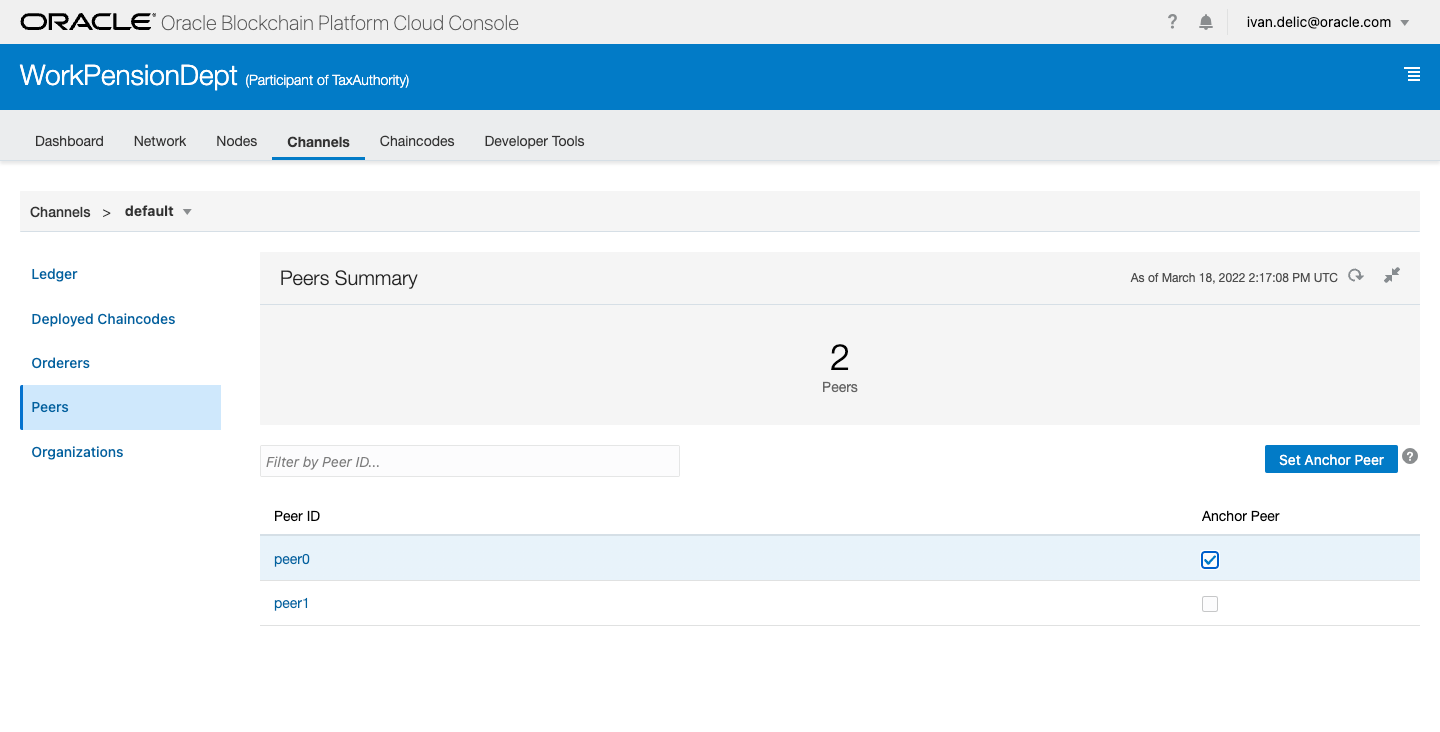 ORACLE® Oracle Blockchain Platform Cloud Console ? ivan.delic@oracle.com
WorkPensionDept (Participant of TaxAuthority)
Dashboard Network Nodes Channels Chaincodes Developer Tools
Channels > default
Ledger
Deployed Chaincodes
Orderers
Peers
Organizations
Peers Summary As of March 18, 2022 2:17:08 PM UTC
2
Peers
Filter by Peer ID... Set Anchor Peer ?
Peer ID Anchor Peer
peer0
peer1